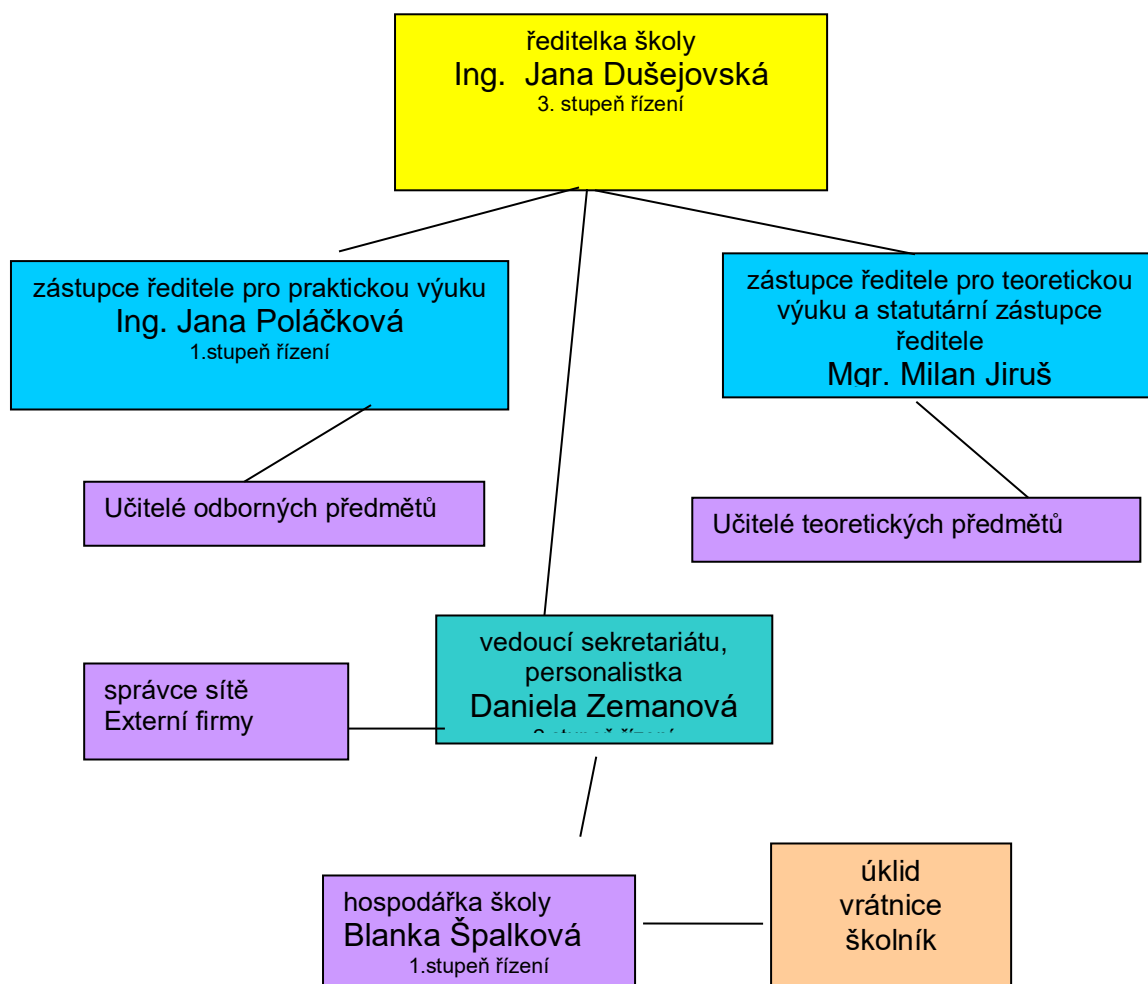 ředitelka školy
Ing. Jana Dušejovská
3. stupeň řízení
zástupce ředitele pro praktickou výuku
Ing. Jana Poláčková
1.stupeň řízení
zástupce ředitele pro teoretickou
výuku a statutární zástupce
ředitele
Mgr. Milan Jiruš
Učitelé odborných předmětů
Učitelé teoretických předmětů
vedoucí sekretariátu,
personalistka
Daniela Zemanová
správce sítě
Externí firmy
hospodářka školy
Blanka Špalková
1.stupeň řízení
úklid
vrátnice
školník